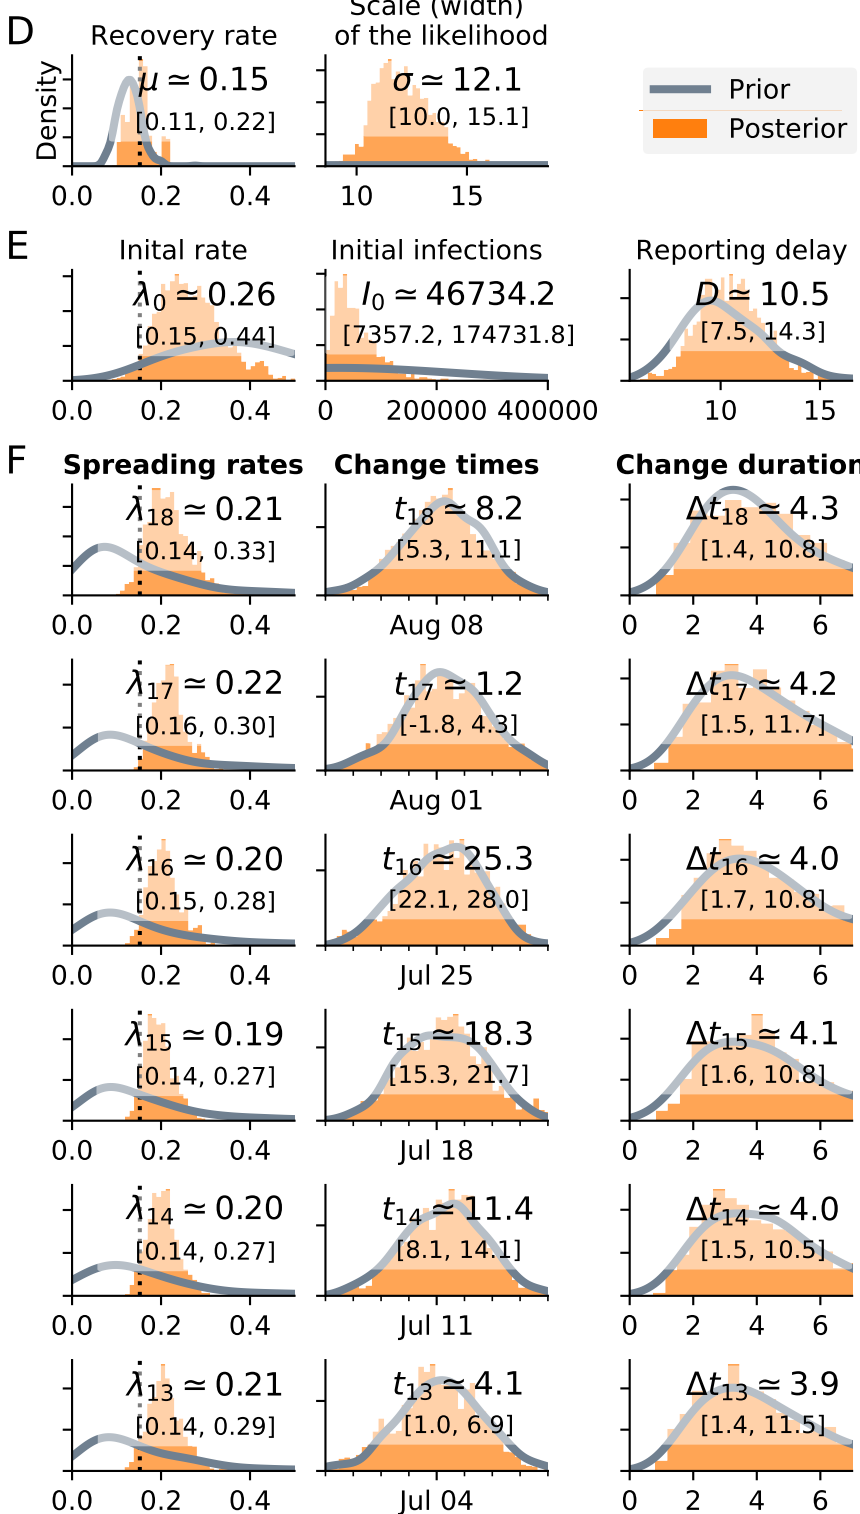 D
Scale (width)
Recovery rate
of the likelihood
Density
μ ≃ 0.15
[0.11, 0.22]
σ ≃ 12.1
[10.0, 15.1]
Prior
Posterior
0.0 0.2 0.4
10 15
E
Inital rate
Initial infections
Reporting delay
λ0 ≃ 0.26
[0.15, 0.44]
I0 ≃ 46734.2
[7357.2, 174731.8]
D ≃ 10.5
[7.5, 14.3]
0.0 0.2 0.4
0 200000 400000
10 15
F
Spreading rates
Change times
Change duration
λ18 ≃ 0.21
[0.14, 0.33]
t18 ≃ 8.2
[5.3, 11.1]
Δt18 ≃ 4.3
[1.4, 10.8]
0.0 0.2 0.4
Aug 08
0 2 4 6
λ17 ≃ 0.22
[0.16, 0.30]
t17 ≃ 1.2
[-1.8, 4.3]
Δt17 ≃ 4.2
[1.5, 11.7]
0.0 0.2 0.4
Aug 01
0 2 4 6
λ16 ≃ 0.20
[0.15, 0.28]
t16 ≃ 25.3
[22.1, 28.0]
Δt16 ≃ 4.0
[1.7, 10.8]
0.0 0.2 0.4
Jul 25
0 2 4 6
λ15 ≃ 0.19
[0.14, 0.27]
t15 ≃ 18.3
[15.3, 21.7]
Δt15 ≃ 4.1
[1.6, 10.8]
0.0 0.2 0.4
Jul 18
0 2 4 6
λ14 ≃ 0.20
[0.14, 0.27]
t14 ≃ 11.4
[8.1, 14.1]
Δt14 ≃ 4.0
[1.5, 10.5]
0.0 0.2 0.4
Jul 11
0 2 4 6
λ13 ≃ 0.21
[0.14, 0.29]
t13 ≃ 4.1
[1.0, 6.9]
Δt13 ≃ 3.9
[1.4, 11.5]
0.0 0.2 0.4
Jul 04
0 2 4 6